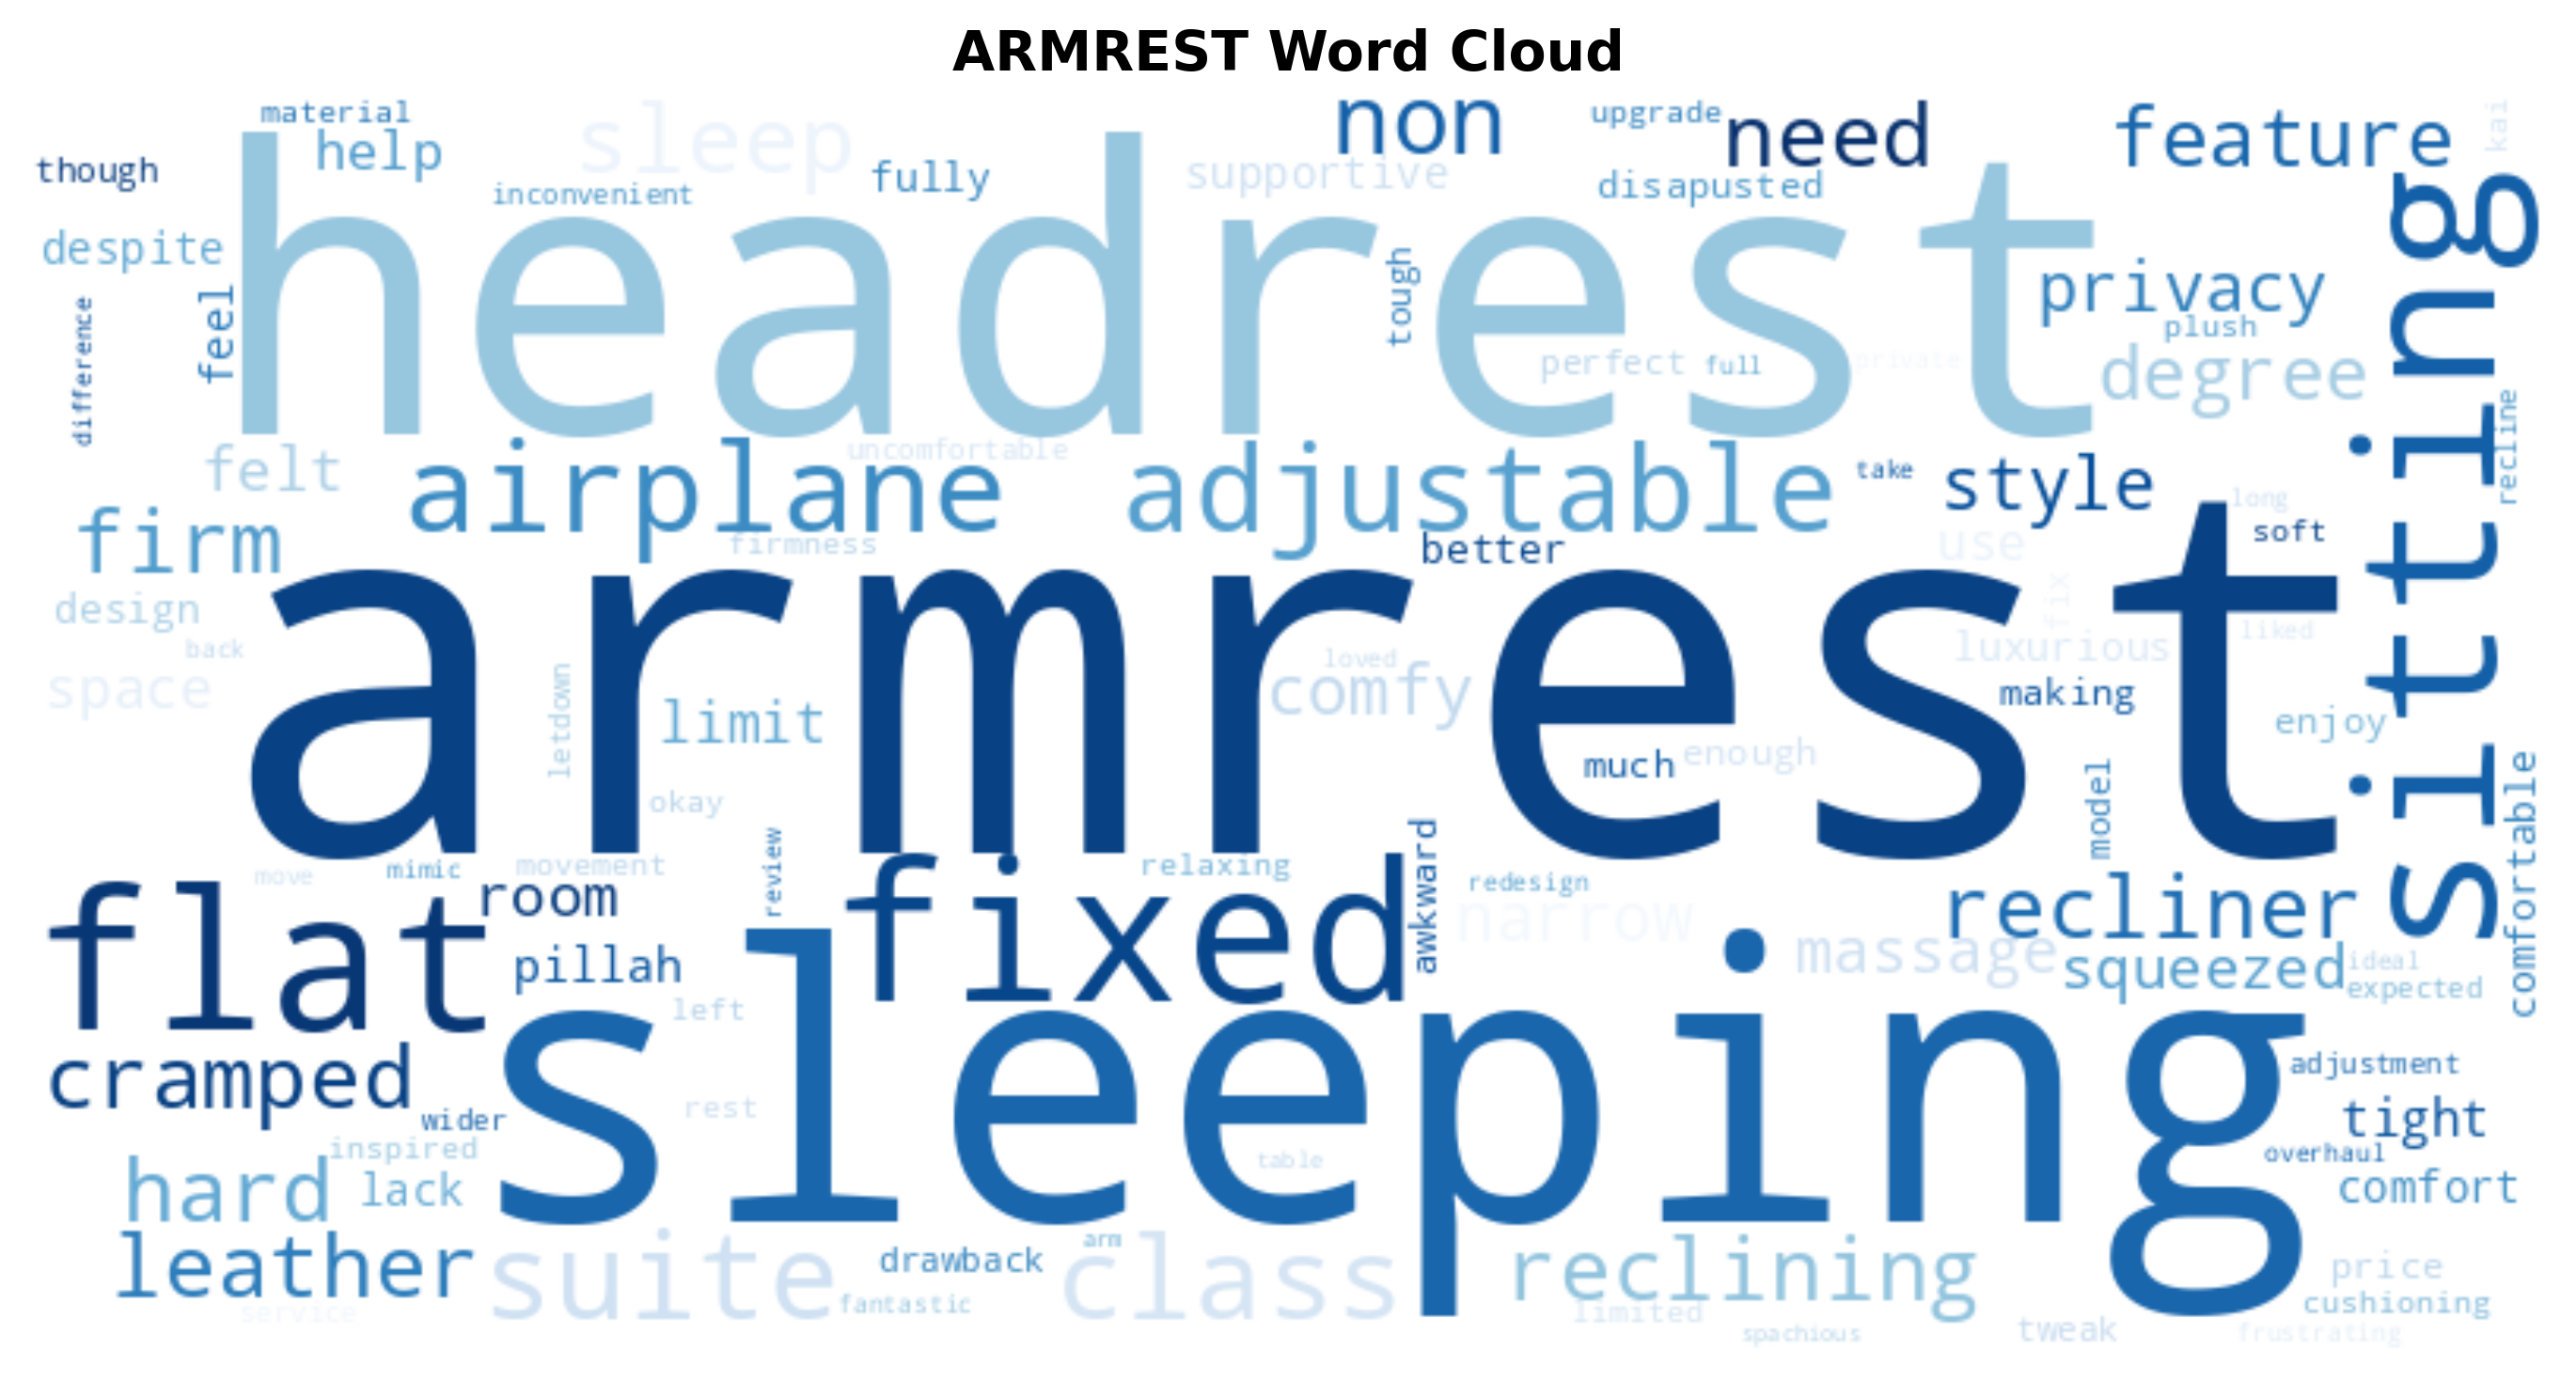 ARMREST Word Cloud
material
help
sleep
non
upgrade
need
feature
kai
though
inconvenient
fully
supportive
disapusted
despite
headrest
tough
privacy
plush
feel
difference
perfect
full
private
degree
sitting
recline
felt
airplane
uncomfortable
adjustable
take
style
long
soft
firm
firmness
better
use
fix
design
back
armrest
luxurious
liked
space
letdown
limit
loved
comfy
making
enjoy
much
enough
okay
model
comfortable
move
mimic
movement
review
relaxing
awkward
redesign
flat
room
fixed
narrow
recliner
massage
squeezed
ideal
expected
pillah
left
cramped
sleeping
wider
rest
adjustment
tight
inspired
table
overhaul
hard
lack
comfort
leather
suite
drawback
arm
class
reclining
price
service
fantastic
limited
cushioning
spachious
tweak
frustrating